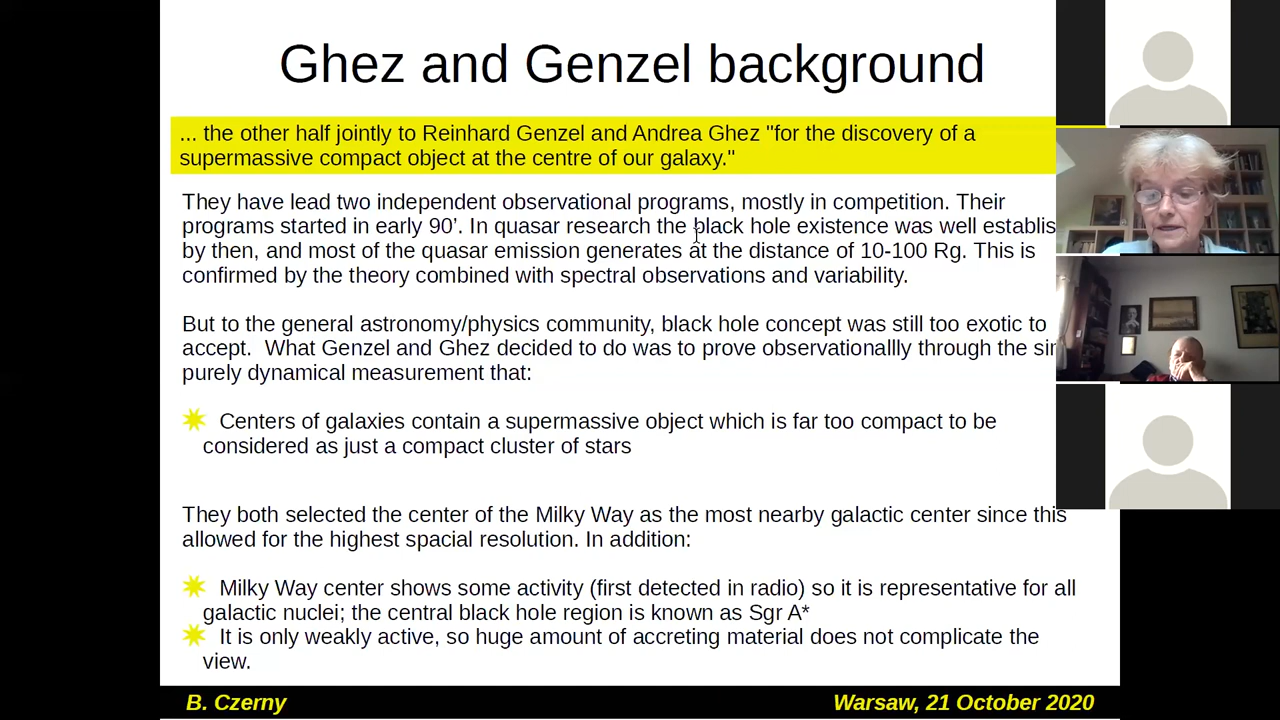 Ghez and Genzel background
... the other half jointly to Reinhard Genzel and Andrea Ghez "for the discovery of a
supermassive compact object at the centre of our galaxy."
They have lead two independent observational programs, mostly in competition. Their
programs started in early 90’. In quasar research the black hole existence was well establis
by then, and most of the quasar emission generates at the distance of 10-100 Rg. This is
confirmed by the theory combined with spectral observations and variability.
But to the general astronomy/physics community, black hole concept was still too exotic to
accept. What Genzel and Ghez decided to do was to prove observationallly through the
purely dynamical measurement that:
Centers of galaxies contain a supermassive object which is far too compact to be
considered as just a compact cluster of stars
They both selected the center of the Milky Way as the most nearby galactic center since this
allowed for the highest spacial resolution. In addition:
Milky Way center shows some activity (first detected in radio) so it is representative for all
galactic nuclei; the central black hole region is known as Sgr A*
It is only weakly active, so huge amount of accreting material does not complicate the
view.
B. Czerny
Warsaw, 21 October 2020